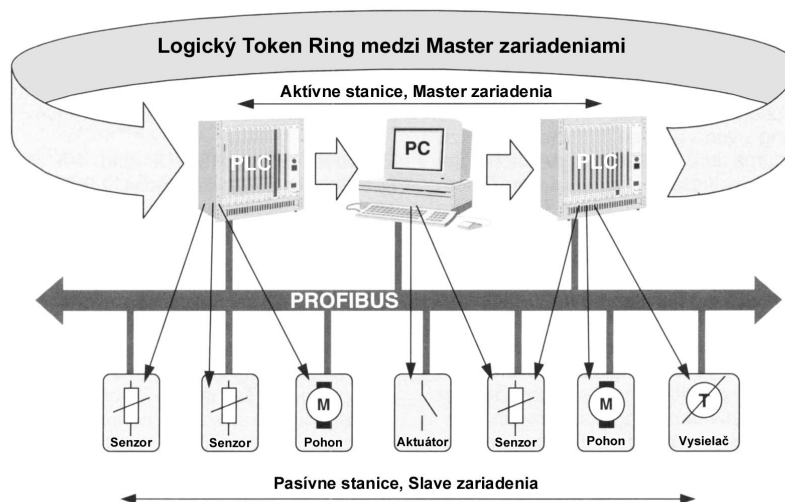 Logický Token Ring medzi Master zariadeniami
Aktívne stanice, Master zariadenia
PLC
PC
PLC
PROFIBUS
M
M
T
Senzor
Senzor
Pohon
Aktuátor
Senzor
Pohon
Vysielač
Pasívne stanice, Slave zariadenia